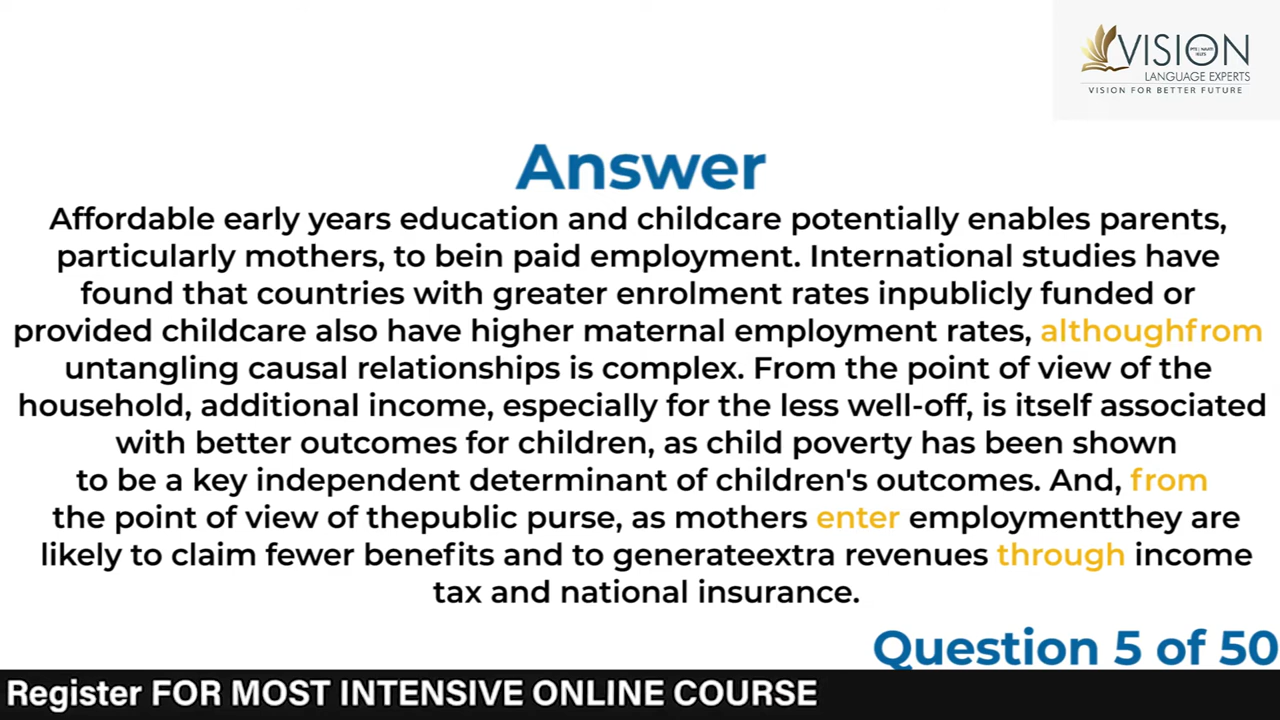 VISION
LANGUAGE EXPERTS
VISION FOR BETTER FUTURE
Answer
Affordable early years education and childcare potentially enables parents,
particularly mothers, to bein paid employment. International studies have
found that countries with greater enrolment rates inpublicly funded or
provided childcare also have higher maternal employment rates, althoughfrom
untangling causal relationships is complex. From the point of view of the
household, additional income, especially for the less well-off, is itself associated
with better outcomes for children, as child poverty has been shown
to be a key independent determinant of children's outcomes. And, from
the point of view of thepublic purse, as mothers enter employmentthey are
likely to claim fewer benefits and to generateextra revenues through income
tax and national insurance.
Question 5 of 50
Register FOR MOST INTENSIVE ONLINE COURSE